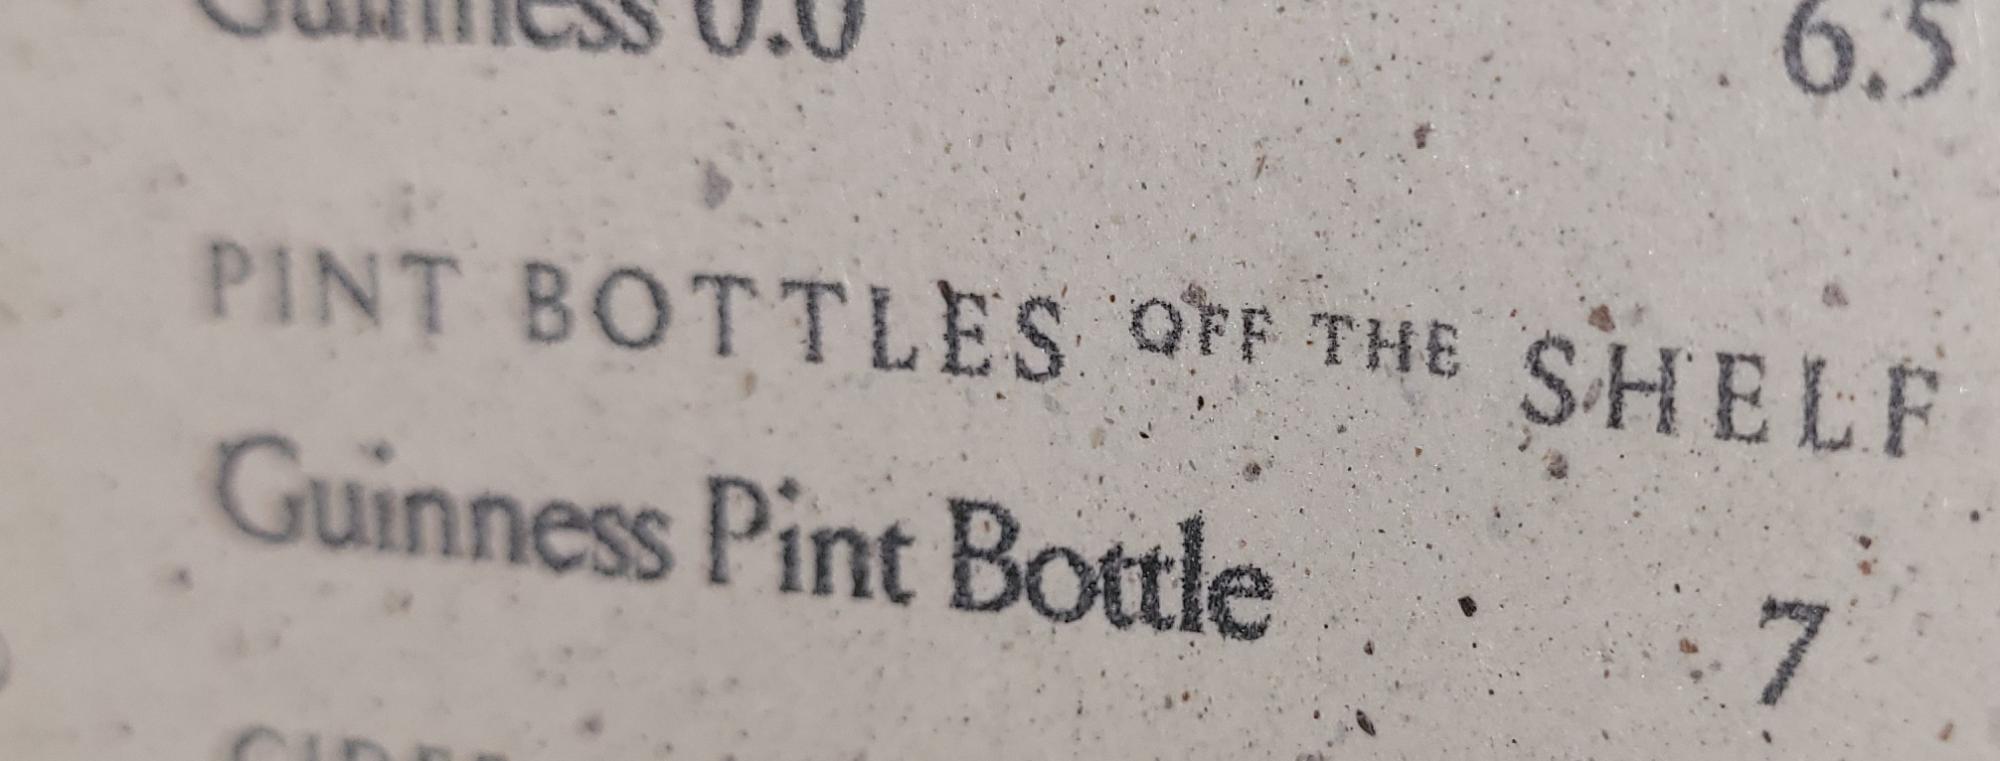 Guinness 0.0 6.5
PINT BOTTLES OFF THE SHELF
Guinness Pint Bottle 7